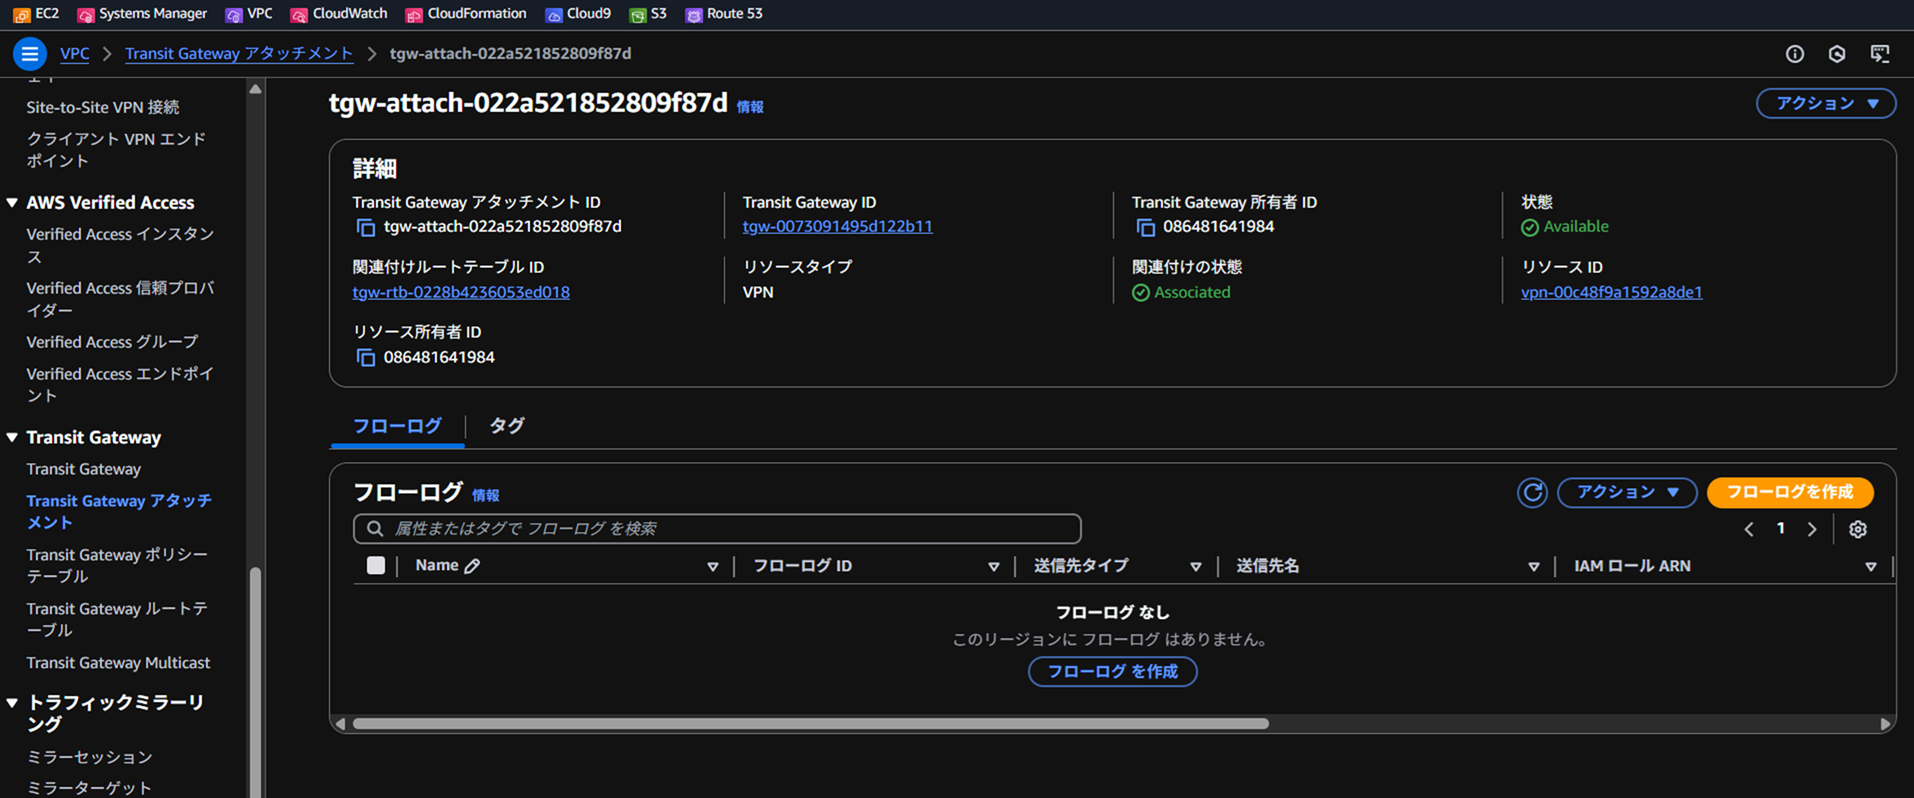 EC2 Systems Manager VPC CloudWatch CloudFormation Cloud9 S3 Route 53
VPC Transit Gateway アタッチメント tgw-attach-022a521852809f87d
Site-to-Site VPN 接続
クライアント VPN エンド
ポイント
AWS Verified Access
Verified Access インスタン
ス
Verified Access 信頼プロバ
イダー
Verified Access グループ
Verified Access エンドポイ
ント
Transit Gateway
Transit Gateway
Transit Gateway アタッチ
メント
Transit Gateway ポリシー
テーブル
Transit Gateway ルートテ
ーブル
Transit Gateway Multicast
トラフィックミラーリ
ング
ミラーセッション
ミラーターゲット
tgw-attach-022a521852809f87d 情報
アクション
詳細
Transit Gateway アタッチメント ID
tgw-attach-022a521852809f87d
Transit Gateway ID
tgw-0073091495d122b11
Transit Gateway 所有者 ID
086481641984
状態
Available
関連付けルートテーブル ID
tgw-rtb-0228b4236053ed018
リソースタイプ
VPN
関連付けの状態
Associated
リソース ID
vpn-00c48f9a1592a8de1
リソース所有者 ID
086481641984
フローログ タグ
フローログ 情報
アクション フローログを作成
属性またはタグで フローログ を検索
1
Name フローログ ID 送信先タイプ 送信先名 IAM ロール ARN
フローログ なし
このリージョンに フローログ はありません。
フローログ を作成